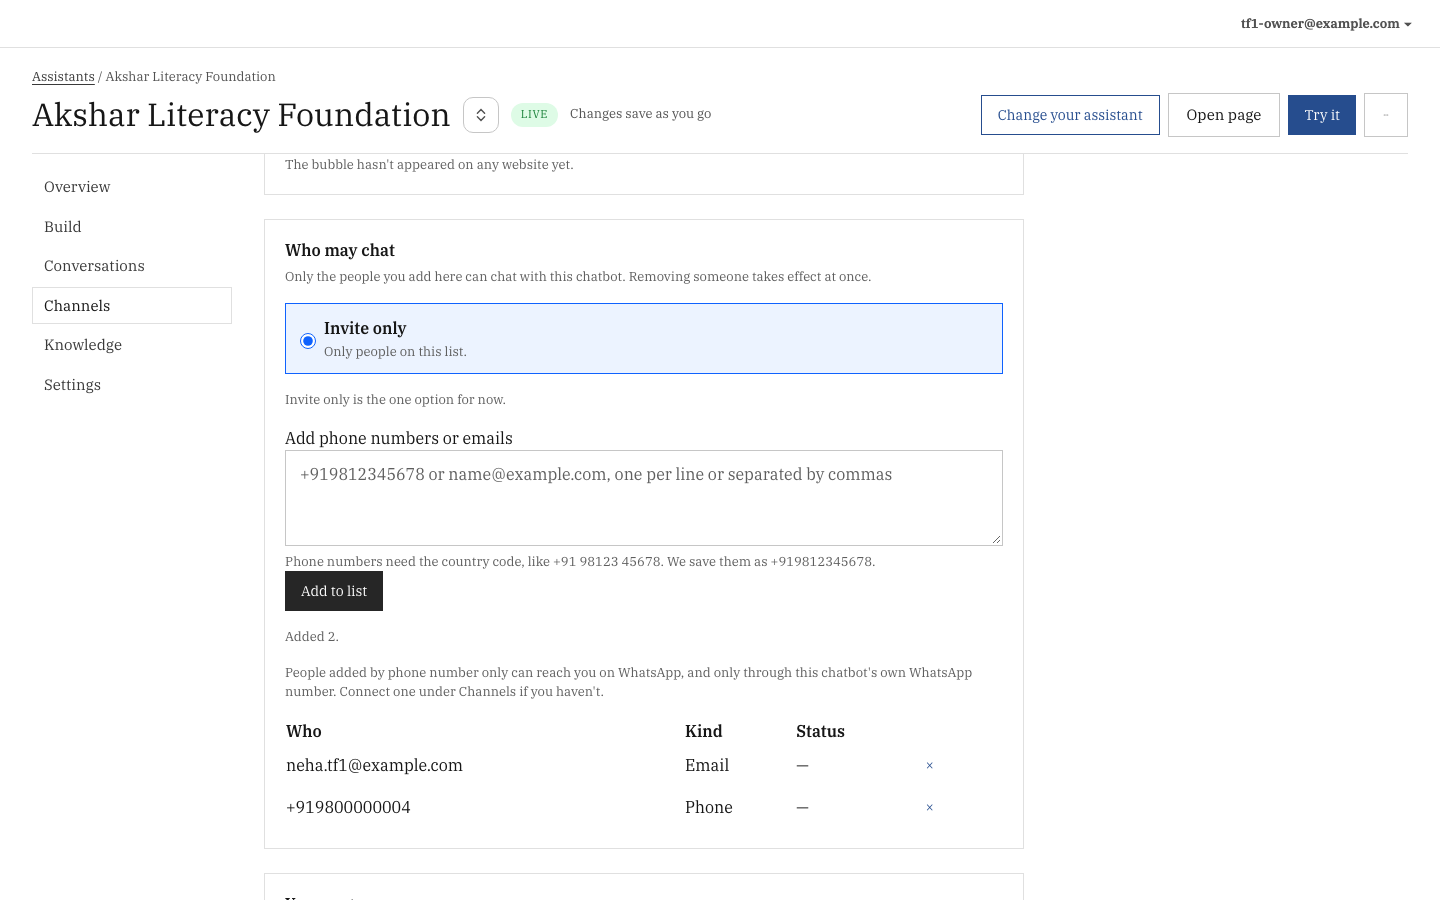 tf1-owner@example.com
Assistants / Akshar Literacy Foundation
Akshar Literacy Foundation
LIVE
Changes save as you go
Change your assistant
Open page
Try it
Overview
Build
Conversations
Channels
Knowledge
Settings
The bubble hasn't appeared on any website yet.
Who may chat
Only the people you add here can chat with this chatbot. Removing someone takes effect at once.
Invite only
Only people on this list.
Invite only is the one option for now.
Add phone numbers or emails
+919812345678 or name@example.com, one per line or separated by commas
Phone numbers need the country code, like +91 98123 45678. We save them as +919812345678.
Add to list
Added 2.
People added by phone number only can reach you on WhatsApp, and only through this chatbot's own WhatsApp
number. Connect one under Channels if you haven't.
Who Kind Status
neha.tf1@example.com Email — ×
+919800000004 Phone — ×